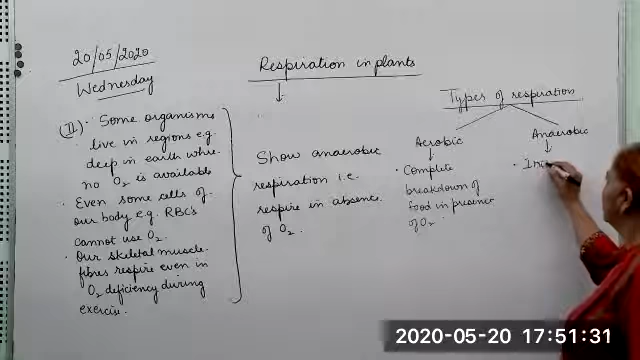 20/05/2020
Wednesday
Respiration in plants
↓
(II). · Some organisms
live in regions e.g.
deep in earth where
no O₂ is available
· Even some cells of
our body e.g. RBC's
cannot use O₂.
· Our skeletal muscle
fibres respire even in
O₂ deficiency during
exercise.
Show anaerobic
respiration i.e.
respire in absence
of O₂.
Types of respiration
Aerobic
↓
· Complete
breakdown of
food in presence
of O₂.
Anaerobic
↓
2020-05-20 17:51:31